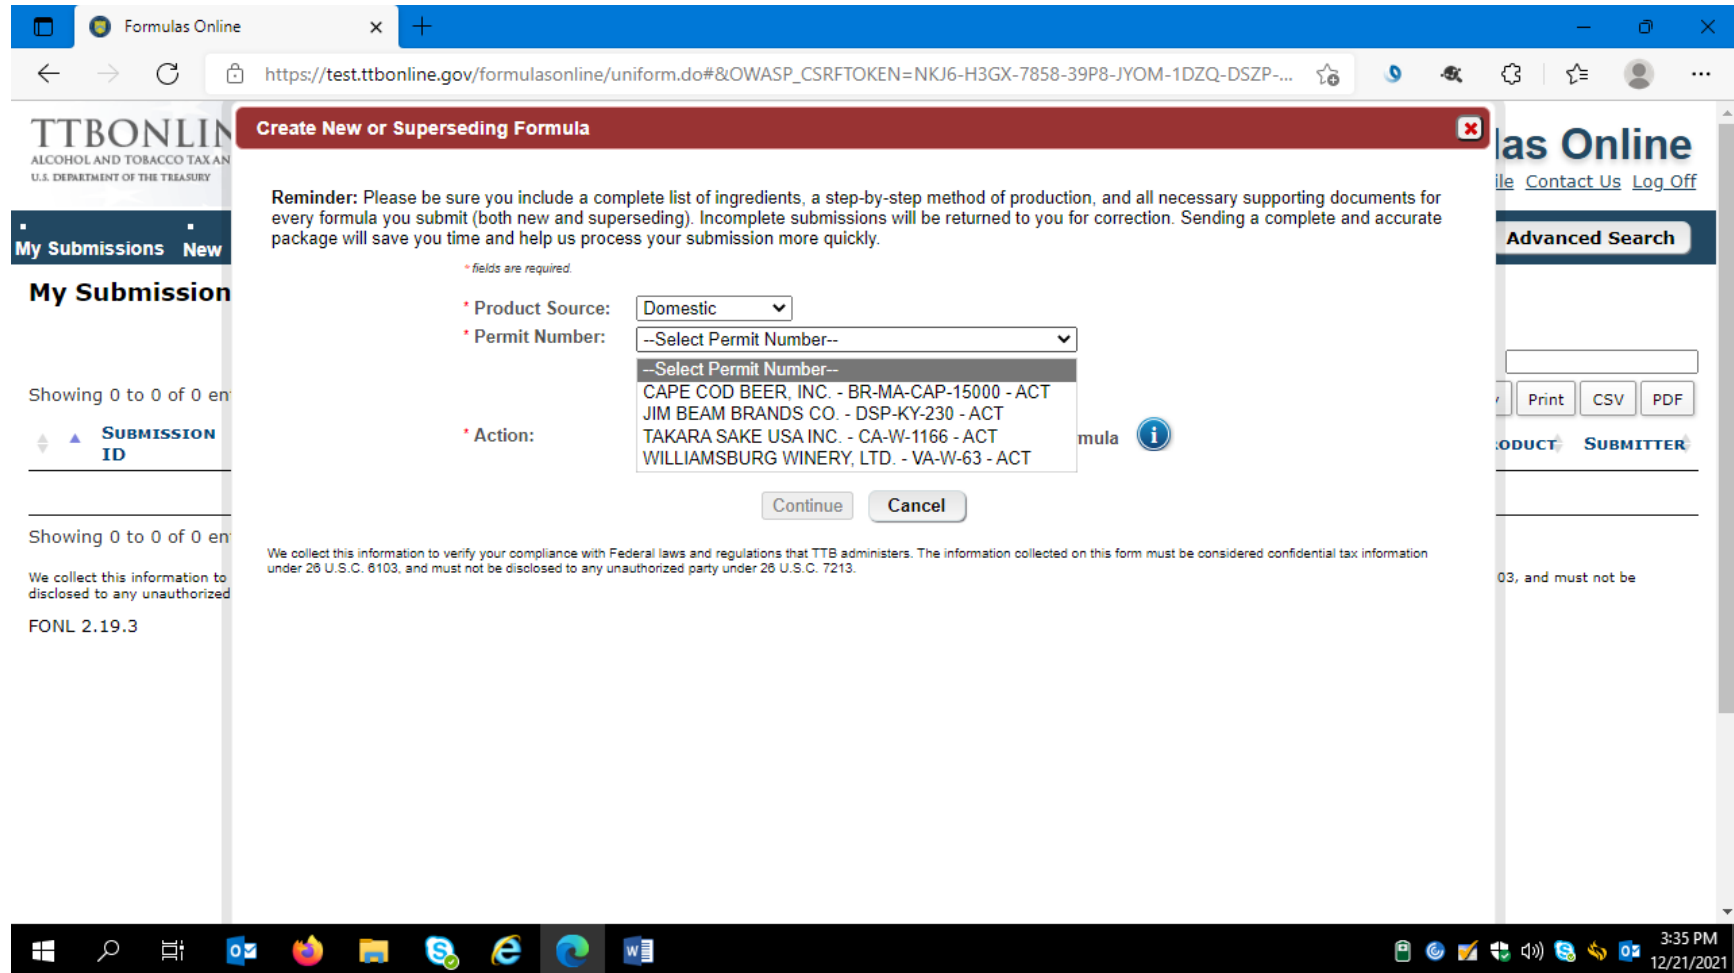 Formulas Online
https://test.ttbonline.gov/formulasonline/uniform.do#&OWASP_CSRFTOKEN=NKJ6-H3GX-7858-39P8-JYOM-1DZQ-DSZP-...
TTBONLIN
ALCOHOL AND TOBACCO TAX AN
U.S. DEPARTMENT OF THE TREASURY
Create New or Superseding Formula
las Online
ile Contact Us Log Off
My Submissions New
Advanced Search
Reminder: Please be sure you include a complete list of ingredients, a step-by-step method of production, and all necessary supporting documents for
every formula you submit (both new and superseding). Incomplete submissions will be returned to you for correction. Sending a complete and accurate
package will save you time and help us process your submission more quickly.
* fields are required.
My Submission
* Product Source: Domestic
* Permit Number: --Select Permit Number--
--Select Permit Number--
CAPE COD BEER, INC. - BR-MA-CAP-15000 - ACT
JIM BEAM BRANDS CO. - DSP-KY-230 - ACT
TAKARA SAKE USA INC. - CA-W-1166 - ACT
WILLIAMSBURG WINERY, LTD. - VA-W-63 - ACT
* Action: mula
Continue Cancel
We collect this information to verify your compliance with Federal laws and regulations that TTB administers. The information collected on this form must be considered confidential tax information
under 26 U.S.C. 6103, and must not be disclosed to any unauthorized party under 26 U.S.C. 7213.
Showing 0 to 0 of 0 en
Print CSV PDF
SUBMISSION
ID
ODUCT SUBMITTER
Showing 0 to 0 of 0 en
We collect this information to
03, and must not be
disclosed to any unauthorized
FONL 2.19.3
3:35 PM
12/21/2021